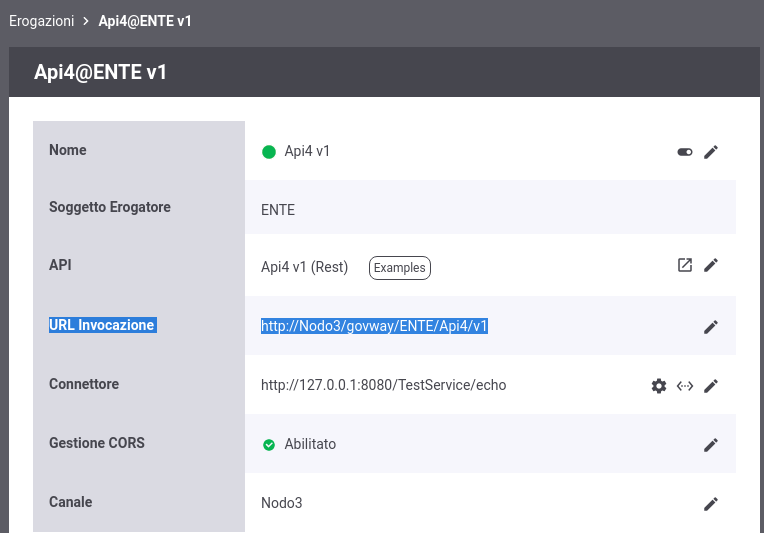 Erogazioni > Api4@ENTE v1
Api4@ENTE v1
Nome Api4 v1
Soggetto Erogatore ENTE
API Api4 v1 (Rest) Examples
URL Invocazione http://Nodo3/govway/ENTE/Api4/v1
Connettore http://127.0.0.1:8080/TestService/echo
Gestione CORS Abilitato
Canale Nodo3